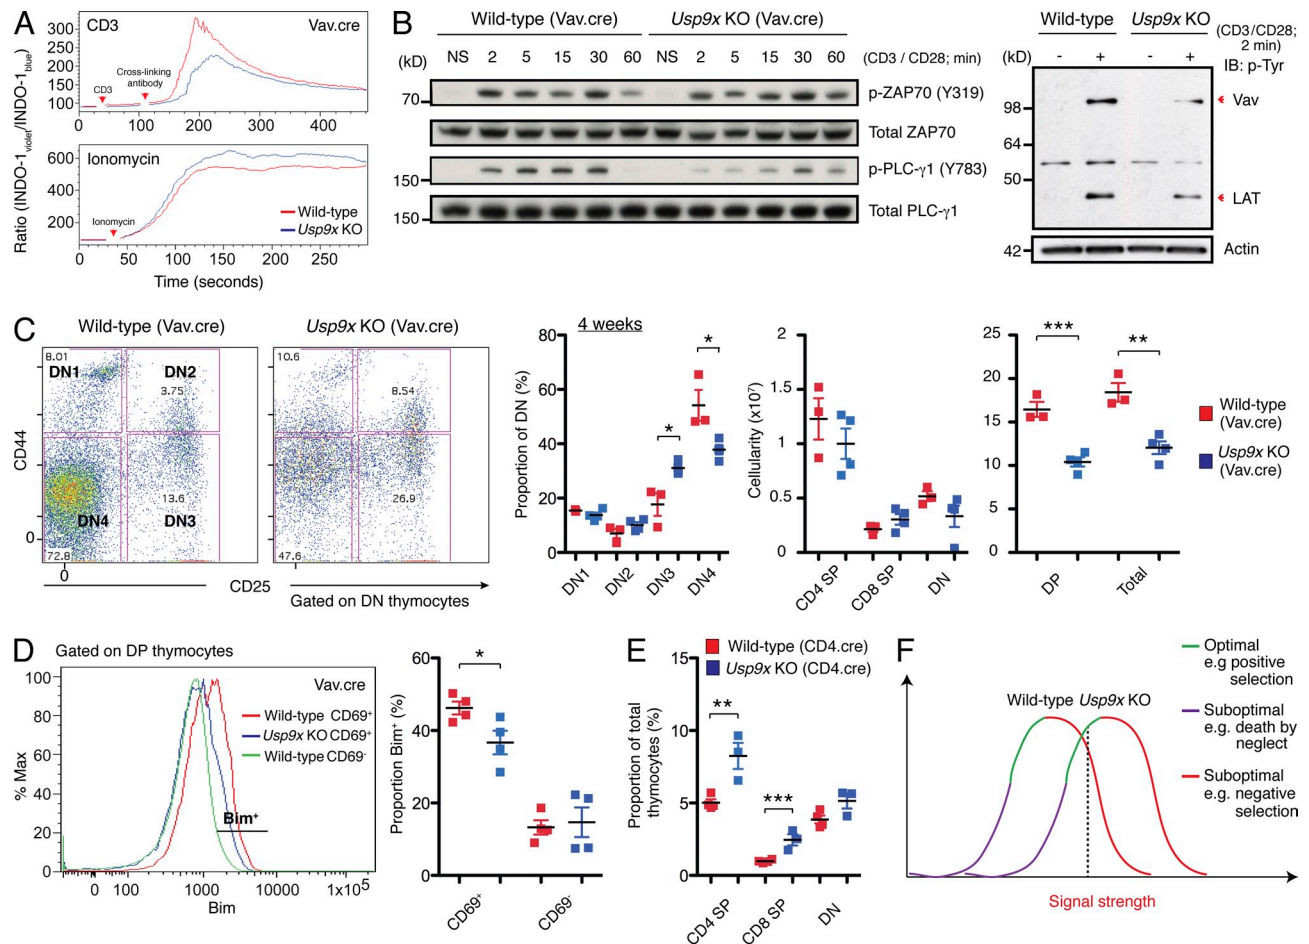 A
CD3
Vav.cre
300
250
200
150
100
CD3
Cross-linking
antibody
0 100 200 300 400
Ionomycin
600
400
200
Ionomycin
Wild-type
Usp9x KO
0 50 100 150 200 250
Time (seconds)
Ratio (INDO-1violet/INDO-1blue)
B
Wild-type (Vav.cre) Usp9x KO (Vav.cre)
(kD) NS 2 5 15 30 60 NS 2 5 15 30 60 (CD3 / CD28; min)
70 p-ZAP70 (Y319)
Total ZAP70
150 p-PLC-γ1 (Y783)
150 Total PLC-γ1
Wild-type Usp9x KO
(CD3/CD28;
2 min)
(kD) - + - + IB: p-Tyr
98 Vav
64
50
LAT
42 Actin
C
Wild-type (Vav.cre) Usp9x KO (Vav.cre)
8.01
DN1 DN2
3.75
13.6
DN4 DN3
72.8
10.6
8.54
26.9
47.6
CD44
0
0
CD25
Gated on DN thymocytes
4 weeks
Proportion of DN (%)
80
60
40
20
0
* *
DN1 DN2 DN3 DN4
Cellularity (x10⁷)
2
1.5
1
0.5
0
CD4 SP CD8 SP DN
25
20
15
10
5
0
*** **
DP Total
Wild-type
(Vav.cre)
Usp9x KO
(Vav.cre)
D
Gated on DP thymocytes
Vav.cre
Wild-type CD69⁺
Usp9x KO CD69⁺
Wild-type CD69⁻
Bim⁺
% Max
100
80
60
40
20
0
0 100 1000 10000 1x10⁵
Bim
Proportion Bim⁺ (%)
60
40
20
0
*
CD69⁺ CD69⁻
E
Wild-type (CD4.cre)
Usp9x KO (CD4.cre)
Proportion of total
thymocytes (%)
15
10
5
0
** ***
CD4 SP CD8 SP DN
F
Wild-type Usp9x KO
Optimal
e.g positive
selection
Suboptimal
e.g. death by
neglect
Suboptimal
e.g. negative
selection
Signal strength